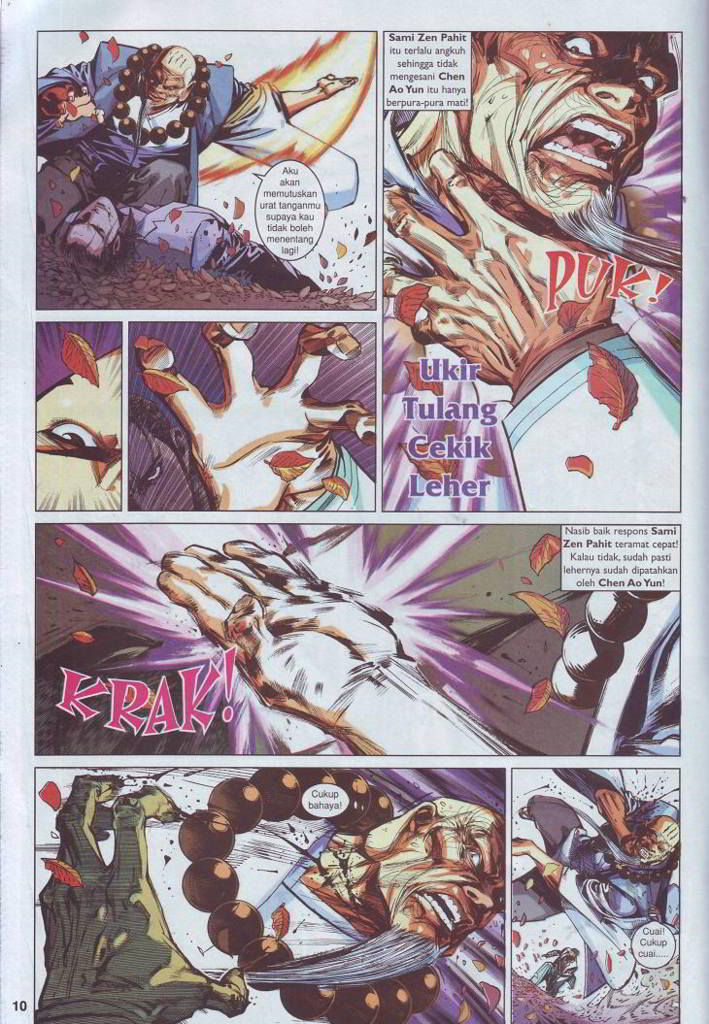 Aku
akan
memutuskan
urat tanganmu
supaya kau
tidak boleh
menentang
lagi!
Sami Zen Pahit
itu terlalu angkuh
sehingga tidak
mengesani Chen
Ao Yun itu hanya
berpura-pura mati!
PUK!
Ukir
Tulang
Cekik
Leher
Nasib baik respons Sami
Zen Pahit teramat cepat!
Kalau tidak, sudah pasti
lehernya sudah dipatahkan
oleh Chen Ao Yun!
KRAK!
Cukup
bahaya!
Cuai!
Cukup
cuai.....
10